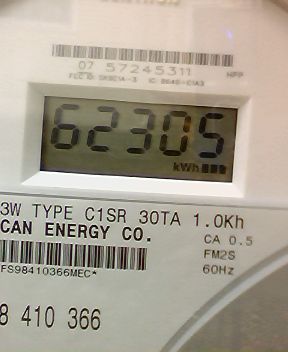 07 57245311
HPP
62305
kWh
3W TYPE C1SR 30TA 1.0Kh
CAN ENERGY CO.
CA 0.5
FM2S
60Hz
FS98410366MEC*
8 410 366